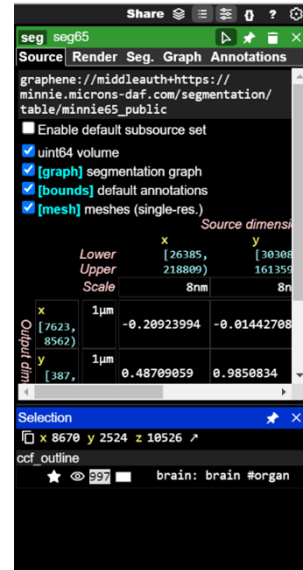 Share { } ?
seg seg65
Source Render Seg. Graph Annotations
graphene://middleauth+https://
minnie.microns-daf.com/segmentation/
table/minnie65_public
Enable default subsource set
uint64 volume
[graph] segmentation graph
[bounds] default annotations
[mesh] meshes (single-res.)
Source dimensi
x y
Lower [26385, [30308
Upper 218809) 161359
Scale 8nm 8n
Output dim
x 1μm -0.20923994 -0.01442708
[7623,
8562)
y 1μm 0.48709059 0.9850834
[387,
Selection
x 8670 y 2524 z 10526
ccf_outline
997 brain: brain #organ